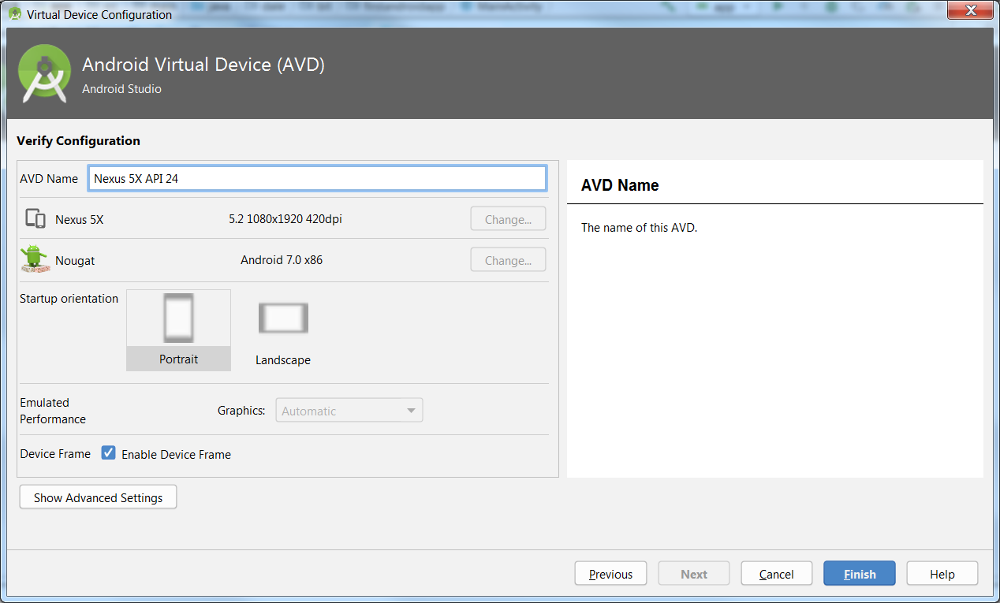 Virtual Device Configuration
Android Virtual Device (AVD)
Android Studio
Verify Configuration
AVD Name
Nexus 5X API 24
Nexus 5X
5.2 1080x1920 420dpi
Change...
Nougat
Android 7.0 x86
Change...
Startup orientation
Portrait
Landscape
Emulated
Performance
Graphics:
Automatic
Device Frame
Enable Device Frame
Show Advanced Settings
AVD Name
The name of this AVD.
Previous
Next
Cancel
Finish
Help